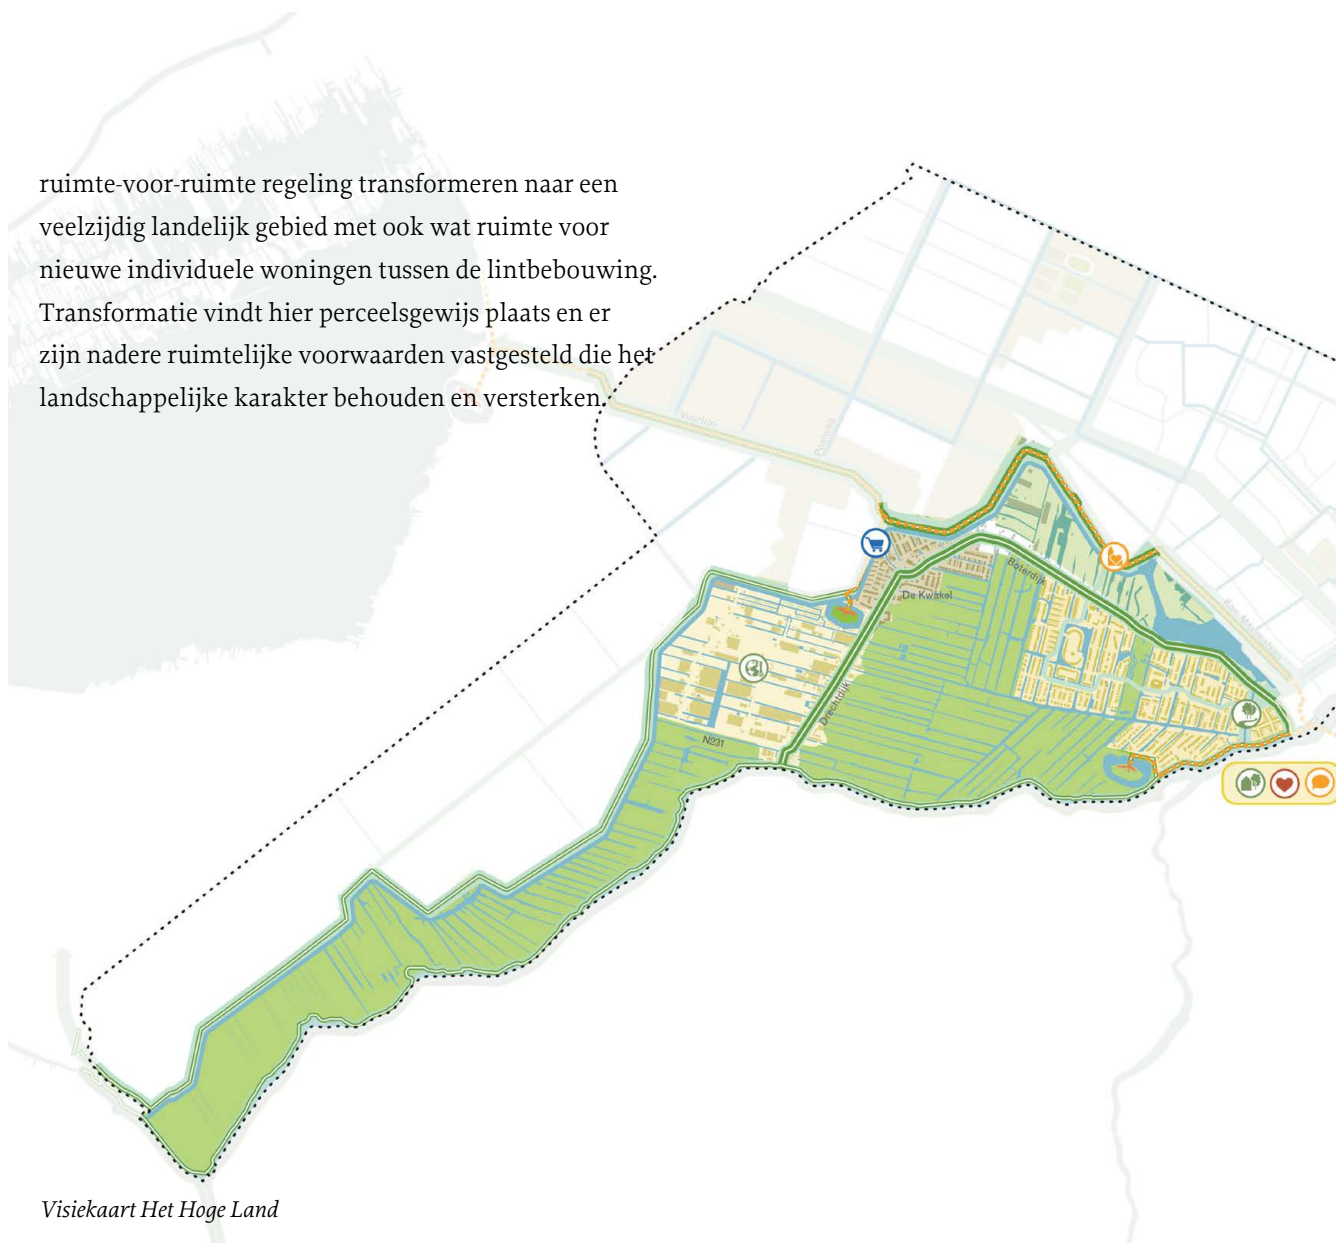 ruimte-voor-ruimte regeling transformeren naar een
veelzijdig landelijk gebied met ook wat ruimte voor
nieuwe individuele woningen tussen de lintbebouwing.
Transformatie vindt hier perceelsgewijs plaats en er
zijn nadere ruimtelijke voorwaarden vastgesteld die het
landschappelijke karakter behouden en versterken.
Vuurlijn
Poelweg
Boterdijk
De Kwakel
Drechtdijk
N231
Visiekaart Het Hoge Land